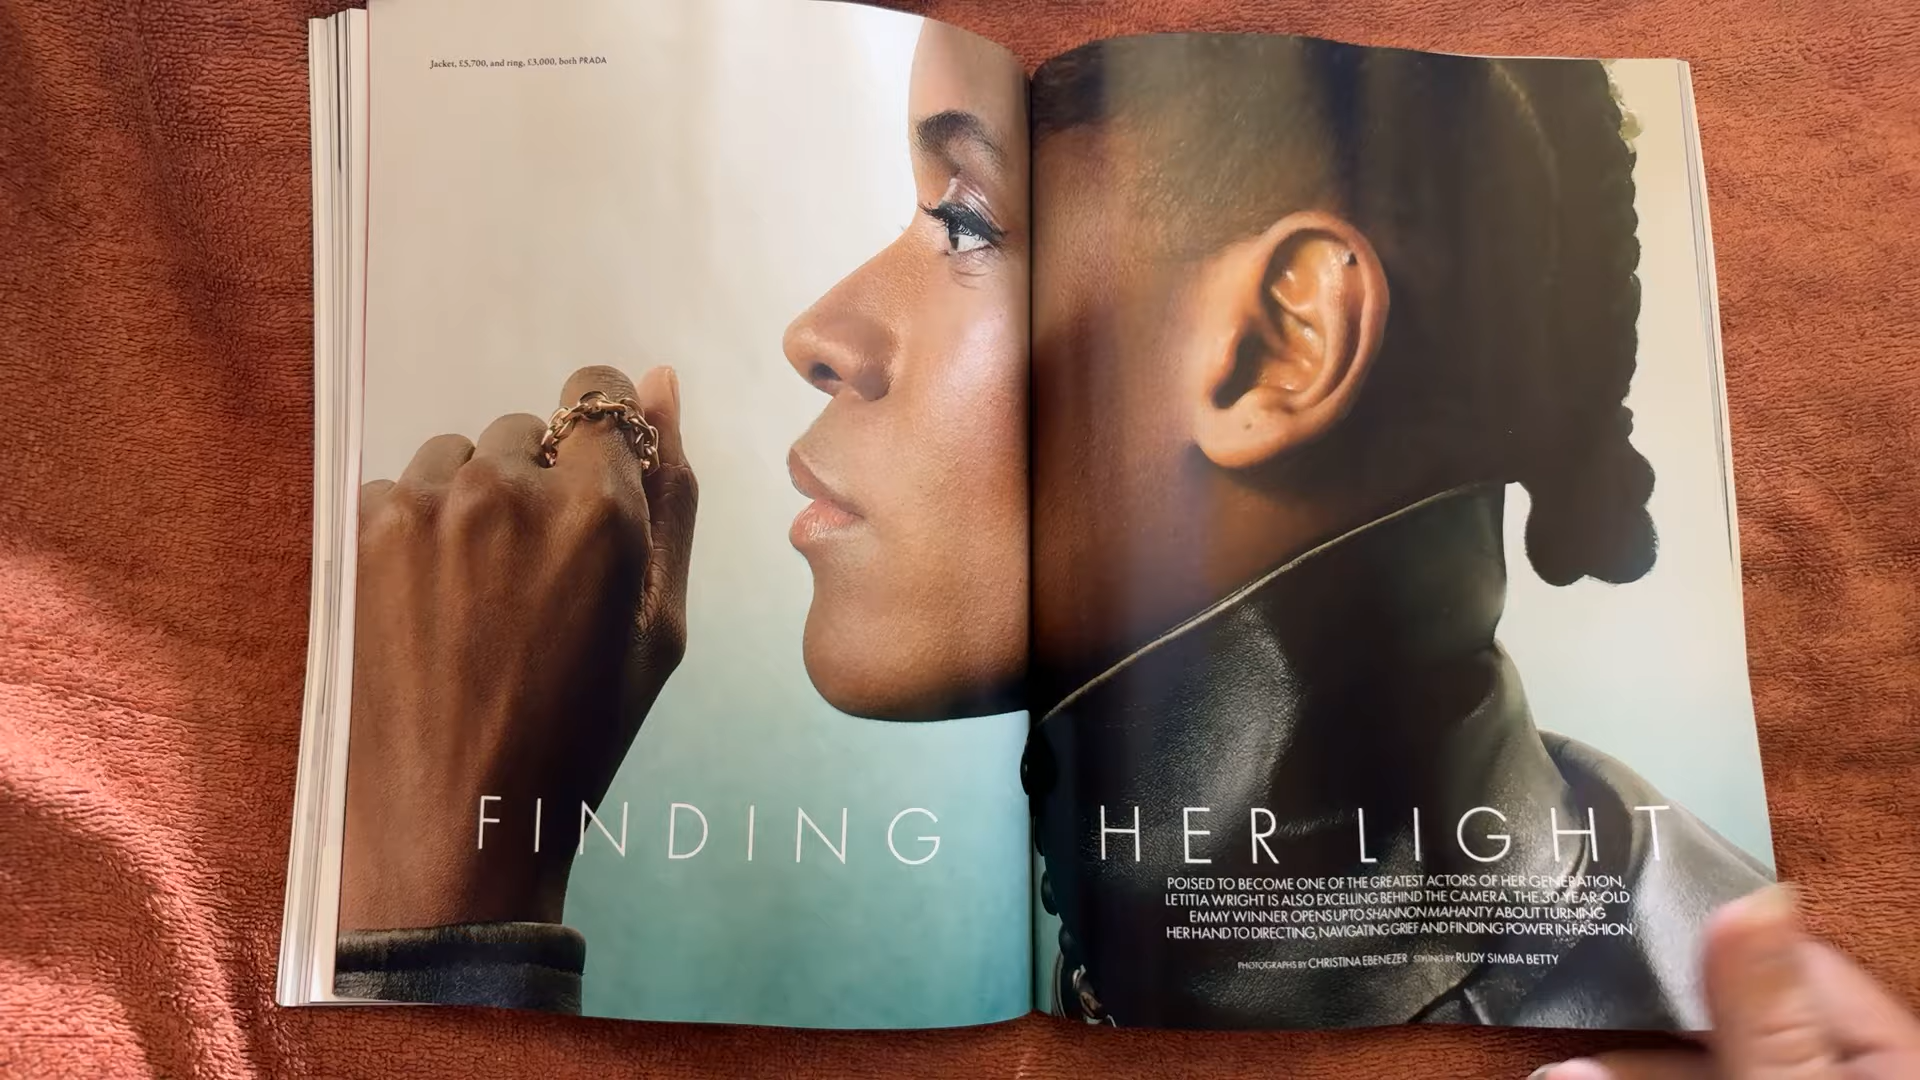 Jacket, £5,700, and ring, £3,000, both PRADA
FINDING HER LIGHT
POISED TO BECOME ONE OF THE GREATEST ACTORS OF HER GENERATION,
LETITIA WRIGHT IS ALSO EXCELLING BEHIND THE CAMERA. THE 30-YEAR-OLD
EMMY WINNER OPENS UP TO SHANNON MAHANTY ABOUT TURNING
HER HAND TO DIRECTING, NAVIGATING GRIEF AND FINDING POWER IN FASHION
PHOTOGRAPHS BY CHRISTINA EBENEZER STYLING BY RUDY SIMBA BETTY